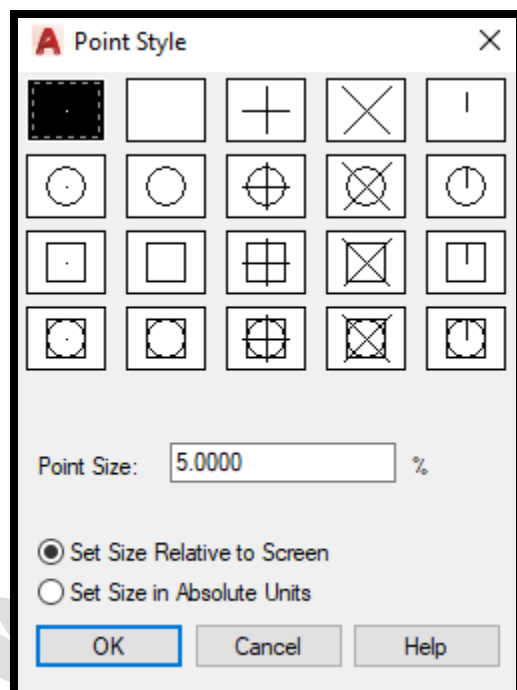 Point Style
Point Size: 5.0000 %
Set Size Relative to Screen
Set Size in Absolute Units
OK Cancel Help